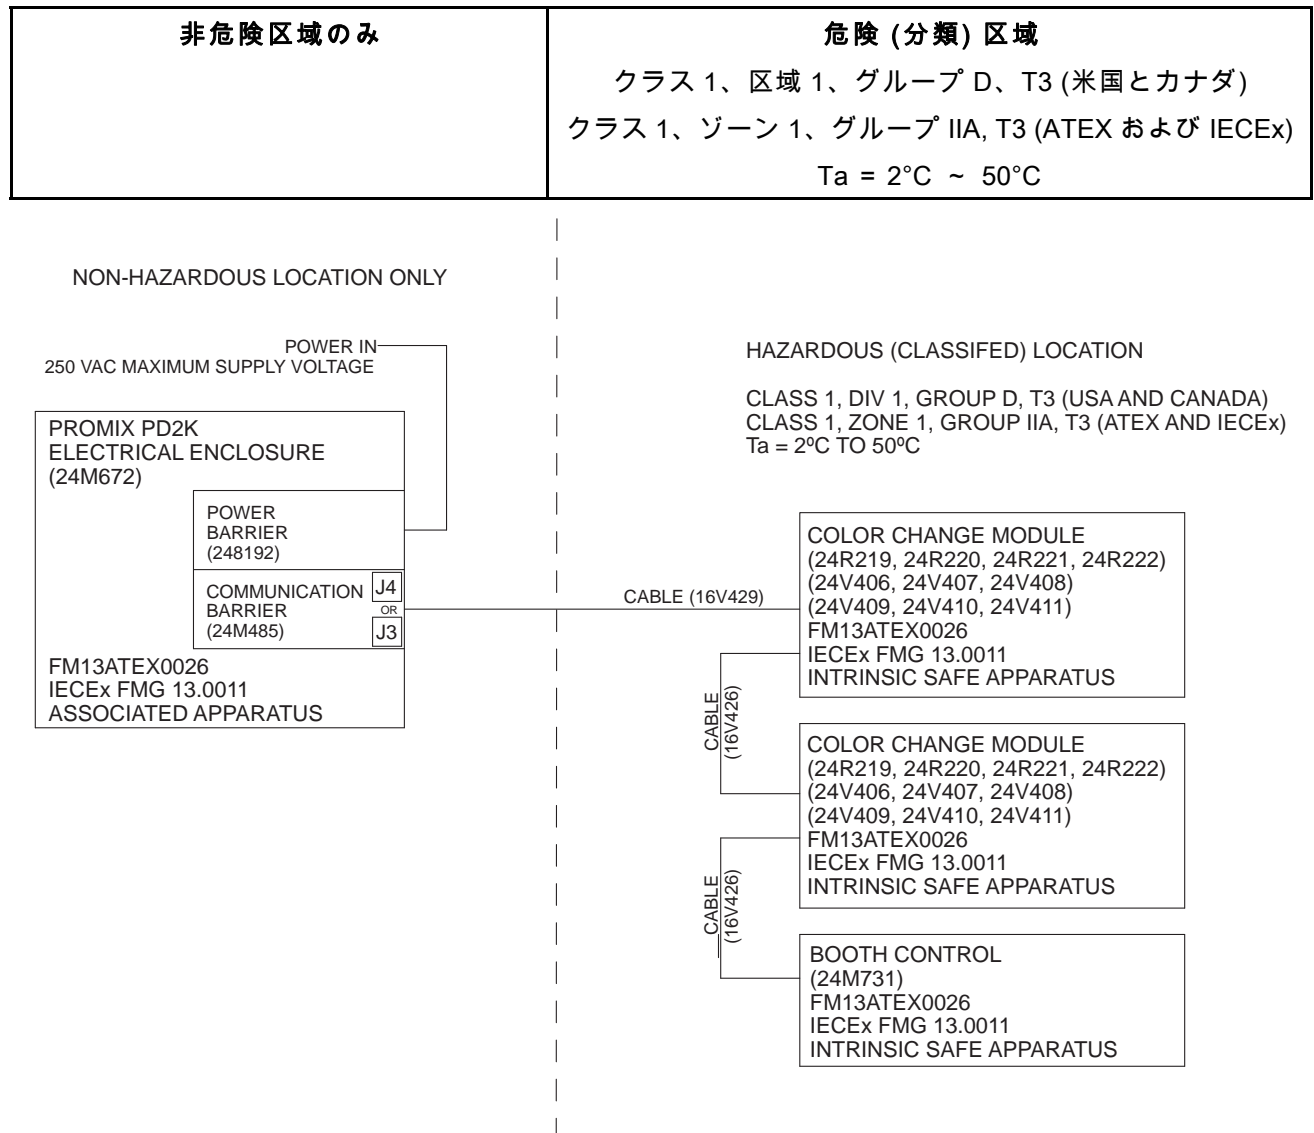 非危険区域のみ
危険 (分類) 区域
クラス 1、区域 1、グループ D、T3 (米国とカナダ)
クラス 1、ゾーン 1、グループ IIA, T3 (ATEX および IECEx)
Ta = 2°C ~ 50°C
NON-HAZARDOUS LOCATION ONLY
POWER IN
250 VAC MAXIMUM SUPPLY VOLTAGE
PROMIX PD2K
ELECTRICAL ENCLOSURE
(24M672)
POWER
BARRIER
(248192)
COMMUNICATION
BARRIER
(24M485)
J4
OR
J3
FM13ATEX0026
IECEx FMG 13.0011
ASSOCIATED APPARATUS
CABLE (16V429)
HAZARDOUS (CLASSIFED) LOCATION
CLASS 1, DIV 1, GROUP D, T3 (USA AND CANADA)
CLASS 1, ZONE 1, GROUP IIA, T3 (ATEX AND IECEx)
Ta = 2ºC TO 50ºC
COLOR CHANGE MODULE
(24R219, 24R220, 24R221, 24R222)
(24V406, 24V407, 24V408)
(24V409, 24V410, 24V411)
FM13ATEX0026
IECEx FMG 13.0011
INTRINSIC SAFE APPARATUS
CABLE
(16V426)
COLOR CHANGE MODULE
(24R219, 24R220, 24R221, 24R222)
(24V406, 24V407, 24V408)
(24V409, 24V410, 24V411)
FM13ATEX0026
IECEx FMG 13.0011
INTRINSIC SAFE APPARATUS
CABLE
(16V426)
BOOTH CONTROL
(24M731)
FM13ATEX0026
IECEx FMG 13.0011
INTRINSIC SAFE APPARATUS